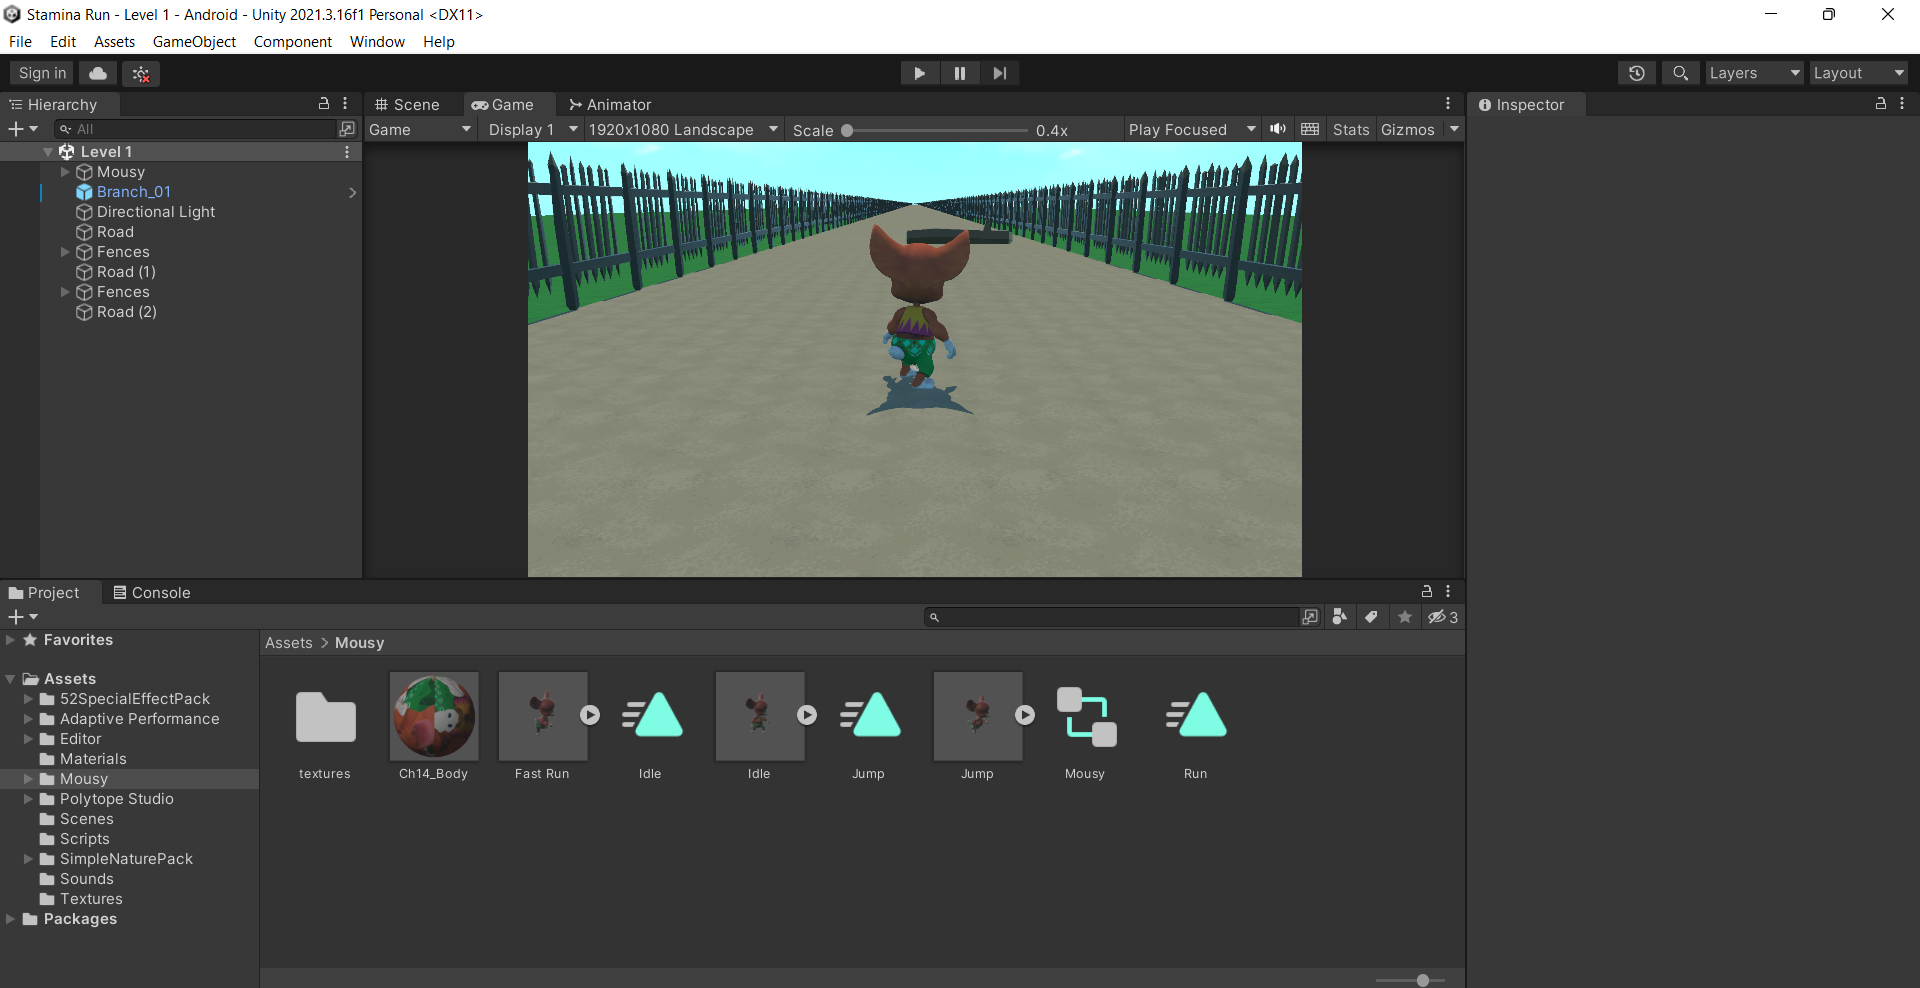 Stamina Run - Level 1 - Android - Unity 2021.3.16f1 Personal <DX11>
File Edit Assets GameObject Component Window Help
Sign in
Layers Layout
Hierarchy
All
Level 1
Mousy
Branch_01
Directional Light
Road
Fences
Road (1)
Fences
Road (2)
Scene Game Animator
Game Display 1 1920x1080 Landscape Scale 0.4x Play Focused Stats Gizmos
Inspector
Project Console
3
Favorites
Assets
52SpecialEffectPack
Adaptive Performance
Editor
Materials
Mousy
Polytope Studio
Scenes
Scripts
SimpleNaturePack
Sounds
Textures
Packages
Assets > Mousy
textures Ch14_Body Fast Run Idle Idle Jump Jump Mousy Run